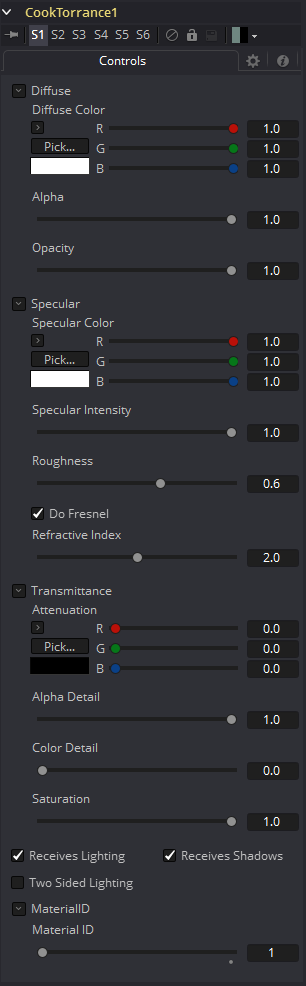 CookTorrance1
S1 S2 S3 S4 S5 S6
Controls
Diffuse
Diffuse Color
R 1.0
Pick... G 1.0
B 1.0
Alpha
1.0
Opacity
1.0
Specular
Specular Color
R 1.0
Pick... G 1.0
B 1.0
Specular Intensity
1.0
Roughness
0.6
Do Fresnel
Refractive Index
2.0
Transmittance
Attenuation
R 0.0
Pick... G 0.0
B 0.0
Alpha Detail
1.0
Color Detail
0.0
Saturation
1.0
Receives Lighting Receives Shadows
Two Sided Lighting
MaterialID
Material ID
1